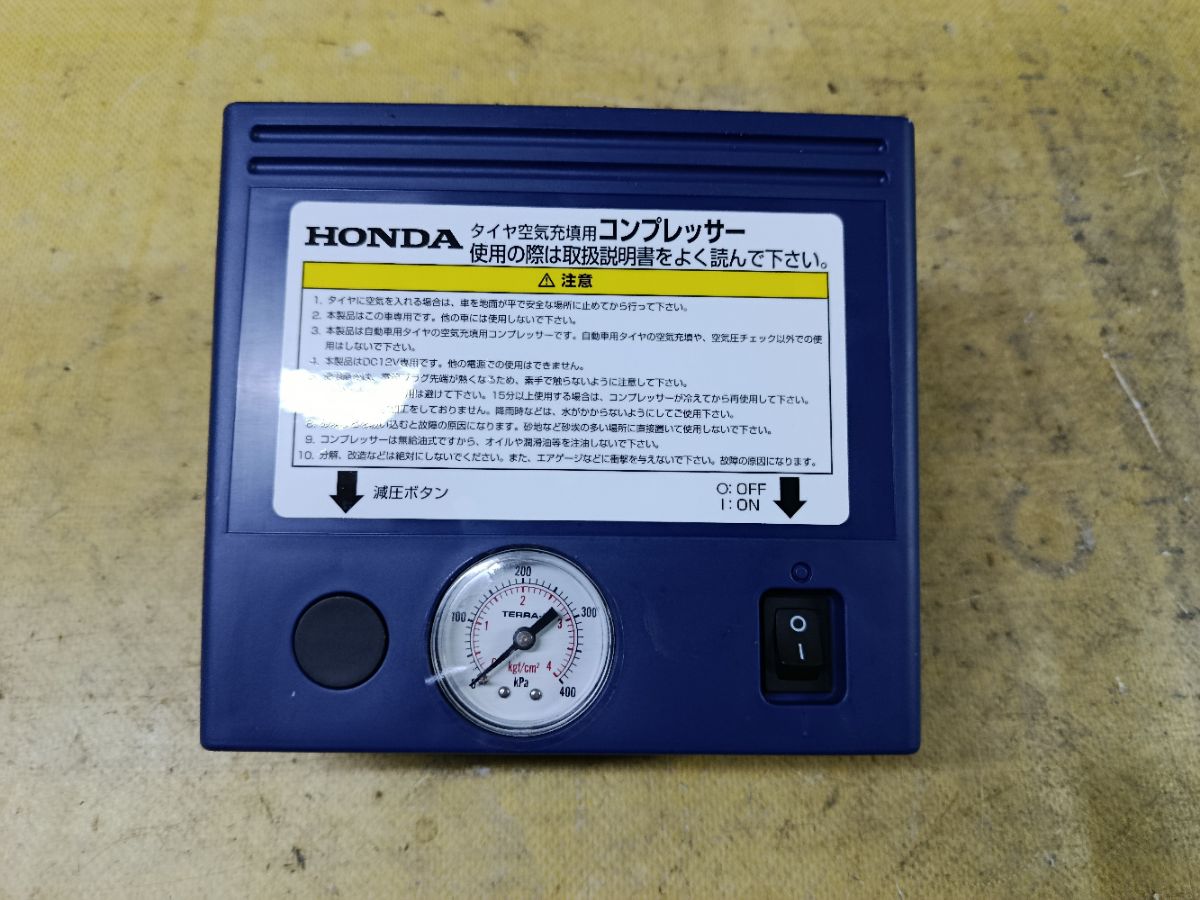 HONDA タイヤ空気充填用コンプレッサー
使用の際は取扱説明書をよく読んで下さい。
⚠ 注意
1. タイヤに空気を入れる場合は、車を地面が平で安全な場所に止めてから行って下さい。
2. 本製品はこの車専用です。他の車には使用しないで下さい。
3. 本製品は自動車用タイヤの空気充填用コンプレッサーです。自動車用タイヤの空気充填や、空気圧チェック以外での使
用はしないで下さい。
4. 本製品はDC12V専用です。他の電源での使用はできません。
は、 プラグ先端が熱くなるため、素手で触らないように注意して下さい。
用は避けて下さい。15分以上使用する場合は、コンプレッサーが冷えてから再使用して下さい。
加工をしておりません。降雨時などは、水がかからないようにしてご使用下さい。
い込むと故障の原因になります。砂地など砂埃の多い場所に直接置いて使用しないで下さい。
9. コンプレッサーは無給油式ですから、オイルや潤滑油等を注油しないで下さい。
10. 分解、改造などは絶対にしないでください。また、エアゲージなどに衝撃を与えないで下さい。故障の原因になります。
減圧ボタン
O: OFF
I: ON
100 200 300 400
1 2 3 4
TERRA
0
kgf/cm²
kPa
O
I